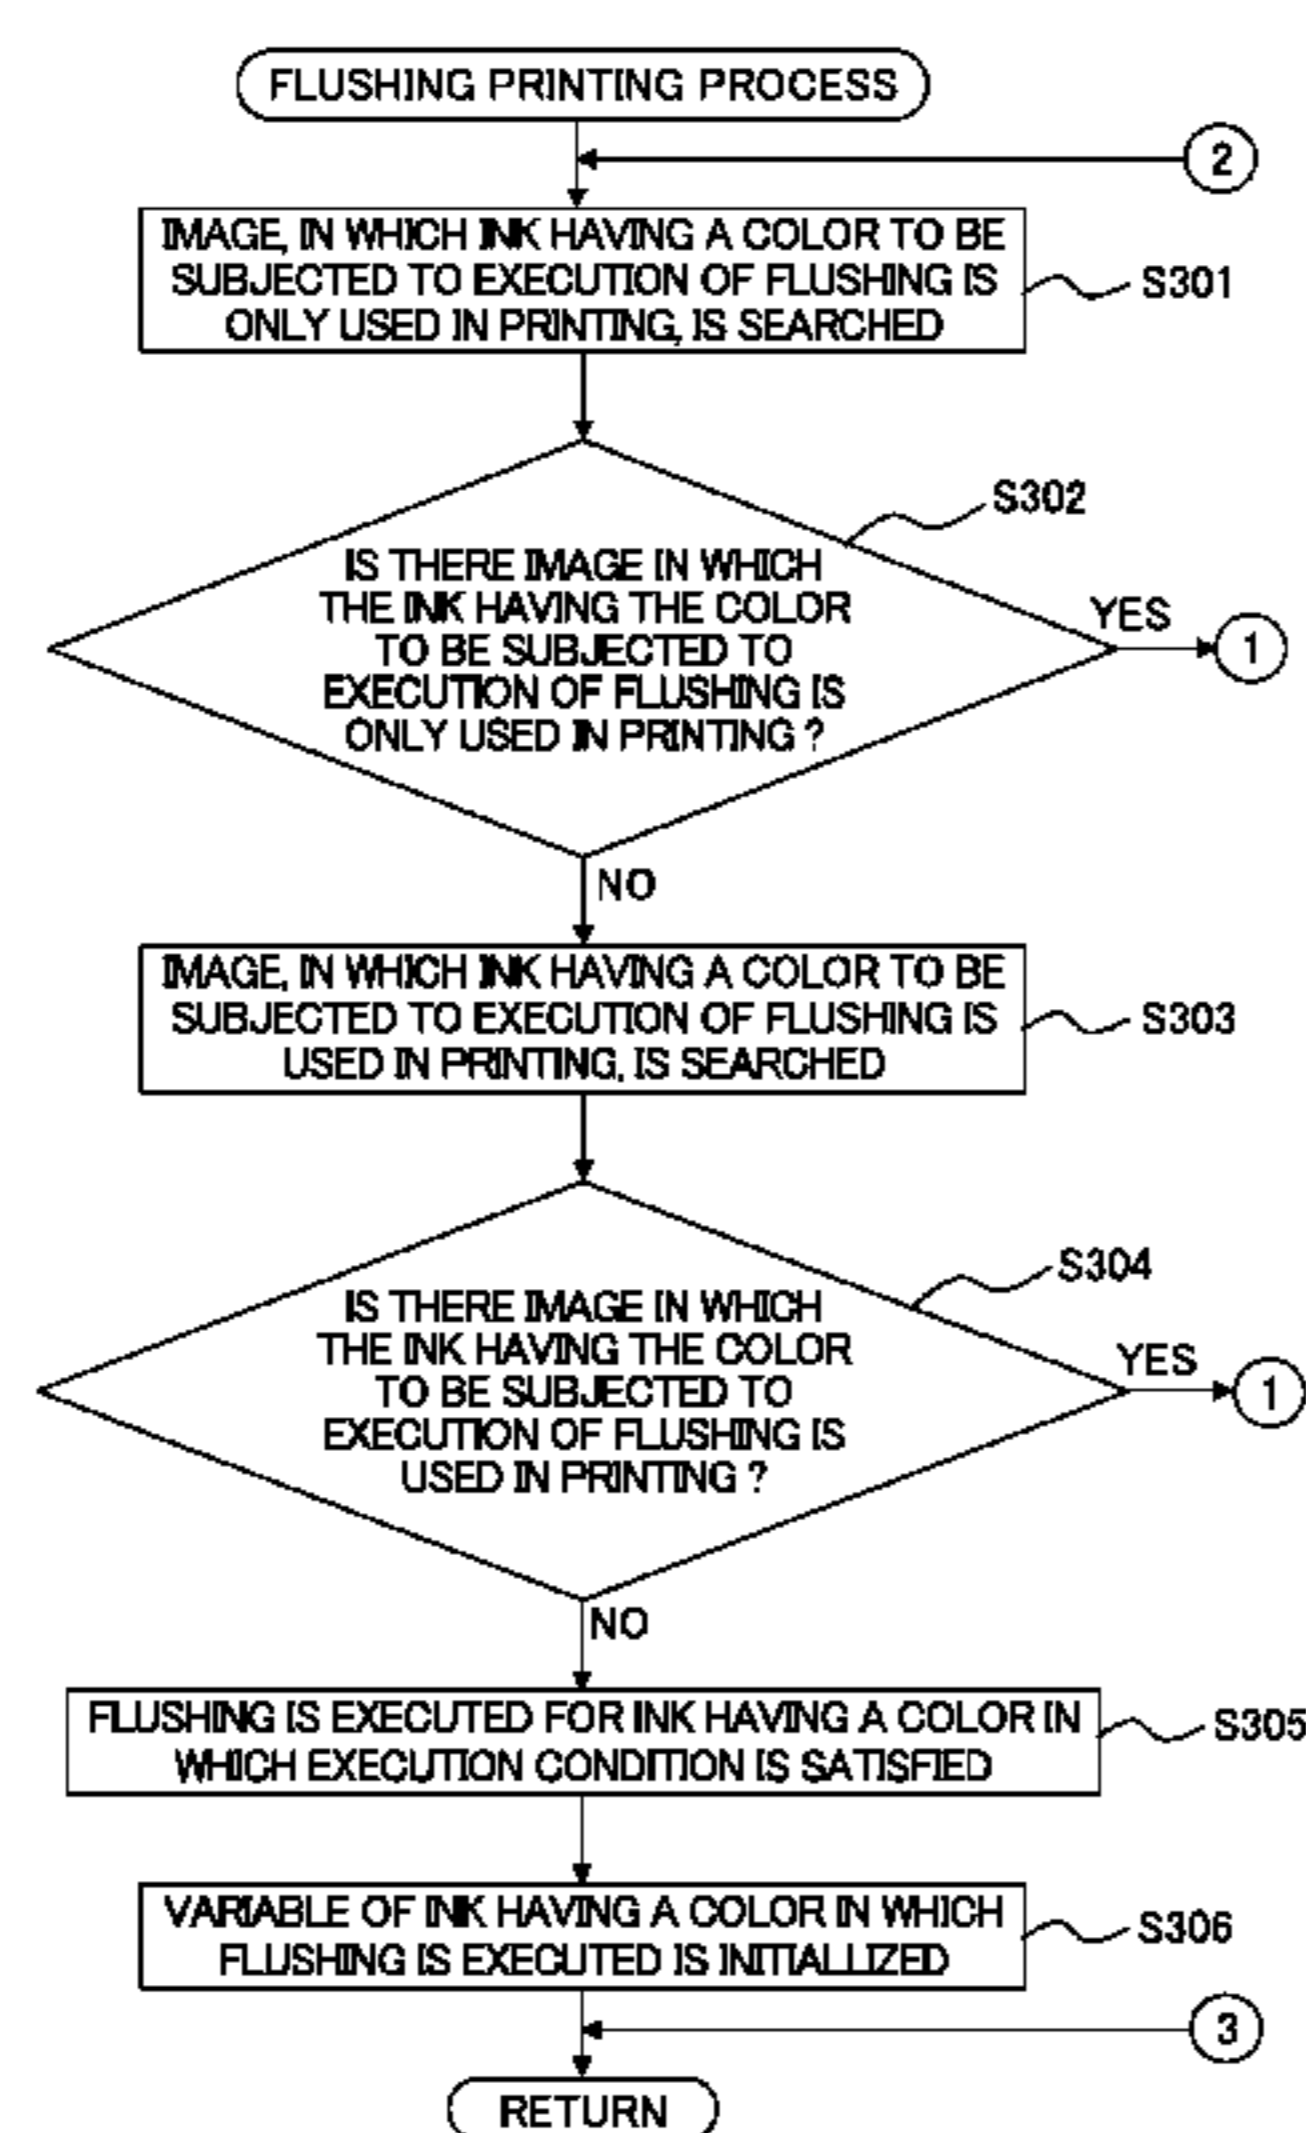 FLUSHING PRINTING PROCESS
2
IMAGE, IN WHICH INK HAVING A COLOR TO BE
SUBJECTED TO EXECUTION OF FLUSHING IS
ONLY USED IN PRINTING, IS SEARCHED
S301
S302
IS THERE IMAGE IN WHICH
THE INK HAVING THE COLOR
TO BE SUBJECTED TO
EXECUTION OF FLUSHING IS
ONLY USED IN PRINTING ?
YES
1
NO
IMAGE, IN WHICH INK HAVING A COLOR TO BE
SUBJECTED TO EXECUTION OF FLUSHING IS
USED IN PRINTING, IS SEARCHED
S303
S304
IS THERE IMAGE IN WHICH
THE INK HAVING THE COLOR
TO BE SUBJECTED TO
EXECUTION OF FLUSHING IS
USED IN PRINTING ?
YES
1
NO
FLUSHING IS EXECUTED FOR INK HAVING A COLOR IN
WHICH EXECUTION CONDITION IS SATISFIED
S305
VARIABLE OF INK HAVING A COLOR IN WHICH
FLUSHING IS EXECUTED IS INITIALLIZED
S306
3
RETURN